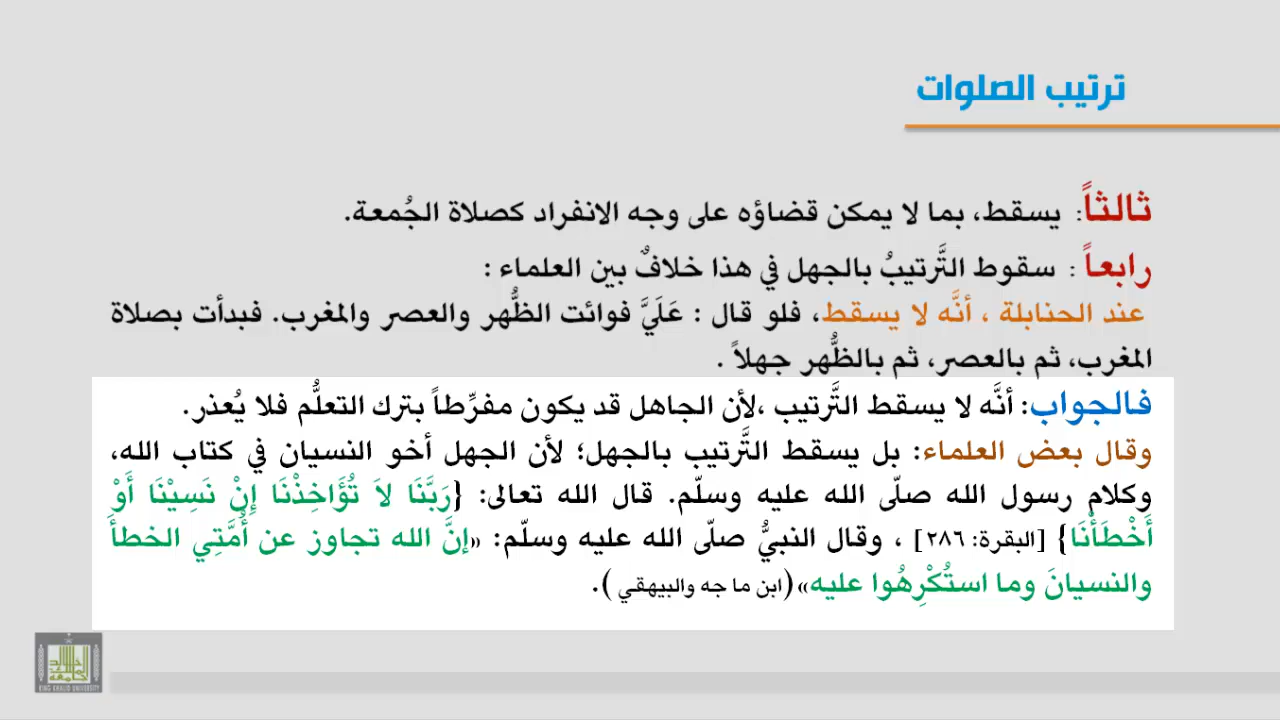 ترتيب الصلوات
ثالثاً: يسقط، بما لا يمكن قضاؤه على وجه الانفراد كصلاة الجُمعة.
رابعاً : سقوط التَّرتيبُ بالجهل في هذا خلافٌ بين العلماء :
عند الحنابلة ، أنَّه لا يسقط، فلو قال : عَلَيَّ فوائت الظُّهر والعصر والمغرب. فبدأت بصلاة
المغرب، ثم بالعصر، ثم بالظُّهر جهلاً .
فالجواب: أنَّه لا يسقط التَّرتيب ،لأن الجاهل قد يكون مفرِّطاً بترك التعلُّم فلا يُعذر.
وقال بعض العلماء: بل يسقط التَّرتيب بالجهل؛ لأن الجهل أخو النسيان في كتاب الله،
وكلام رسول الله صلّى الله عليه وسلّم. قال الله تعالى: {رَبَّنَا لاَ تُؤَاخِذْنَا إِنْ نَسِيْنَا أَوْ
أَخْطَأْنَا} [البقرة: ٢٨٦] ، وقال النبيُّ صلّى الله عليه وسلّم: «إنَّ الله تجاوز عن أُمَّتِي الخطأَ
والنسيانَ وما استُكْرِهُوا عليه» (ابن ما جه والبيهقي).
KING KHALID UNIVERSITY